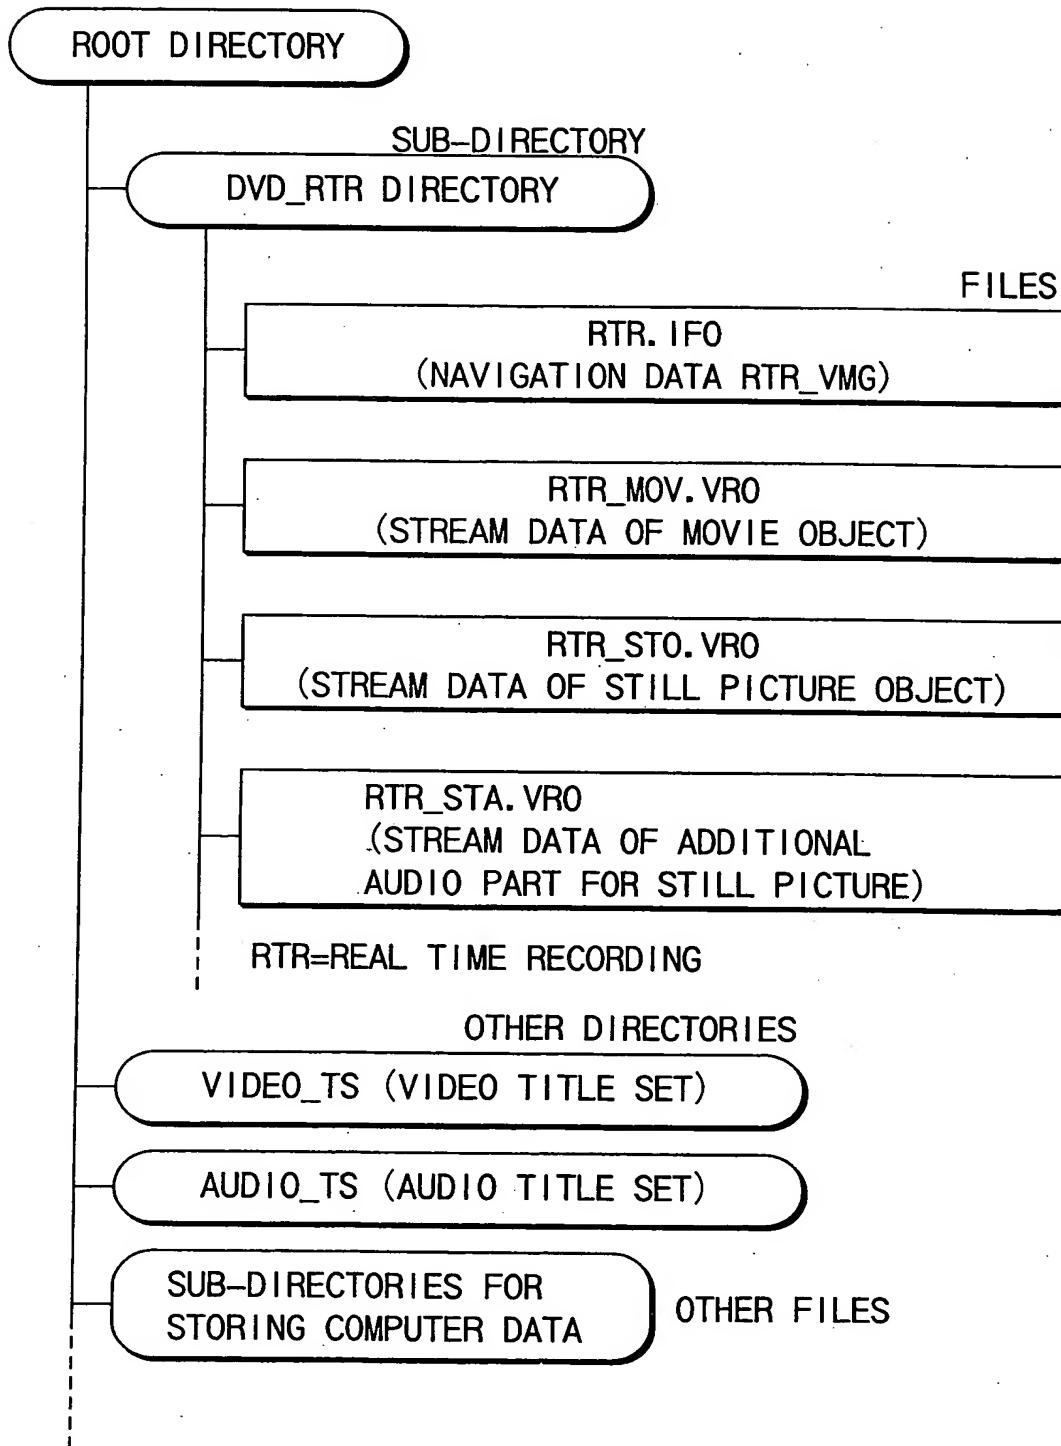 ROOT DIRECTORY
SUB-DIRECTORY
DVD_RTR DIRECTORY
FILES
RTR.IFO
(NAVIGATION DATA RTR_VMG)
RTR_MOV.VRO
(STREAM DATA OF MOVIE OBJECT)
RTR_STO.VRO
(STREAM DATA OF STILL PICTURE OBJECT)
RTR_STA.VRO
(STREAM DATA OF ADDITIONAL
AUDIO PART FOR STILL PICTURE)
RTR=REAL TIME RECORDING
OTHER DIRECTORIES
VIDEO_TS (VIDEO TITLE SET)
AUDIO_TS (AUDIO TITLE SET)
SUB-DIRECTORIES FOR
STORING COMPUTER DATA
OTHER FILES